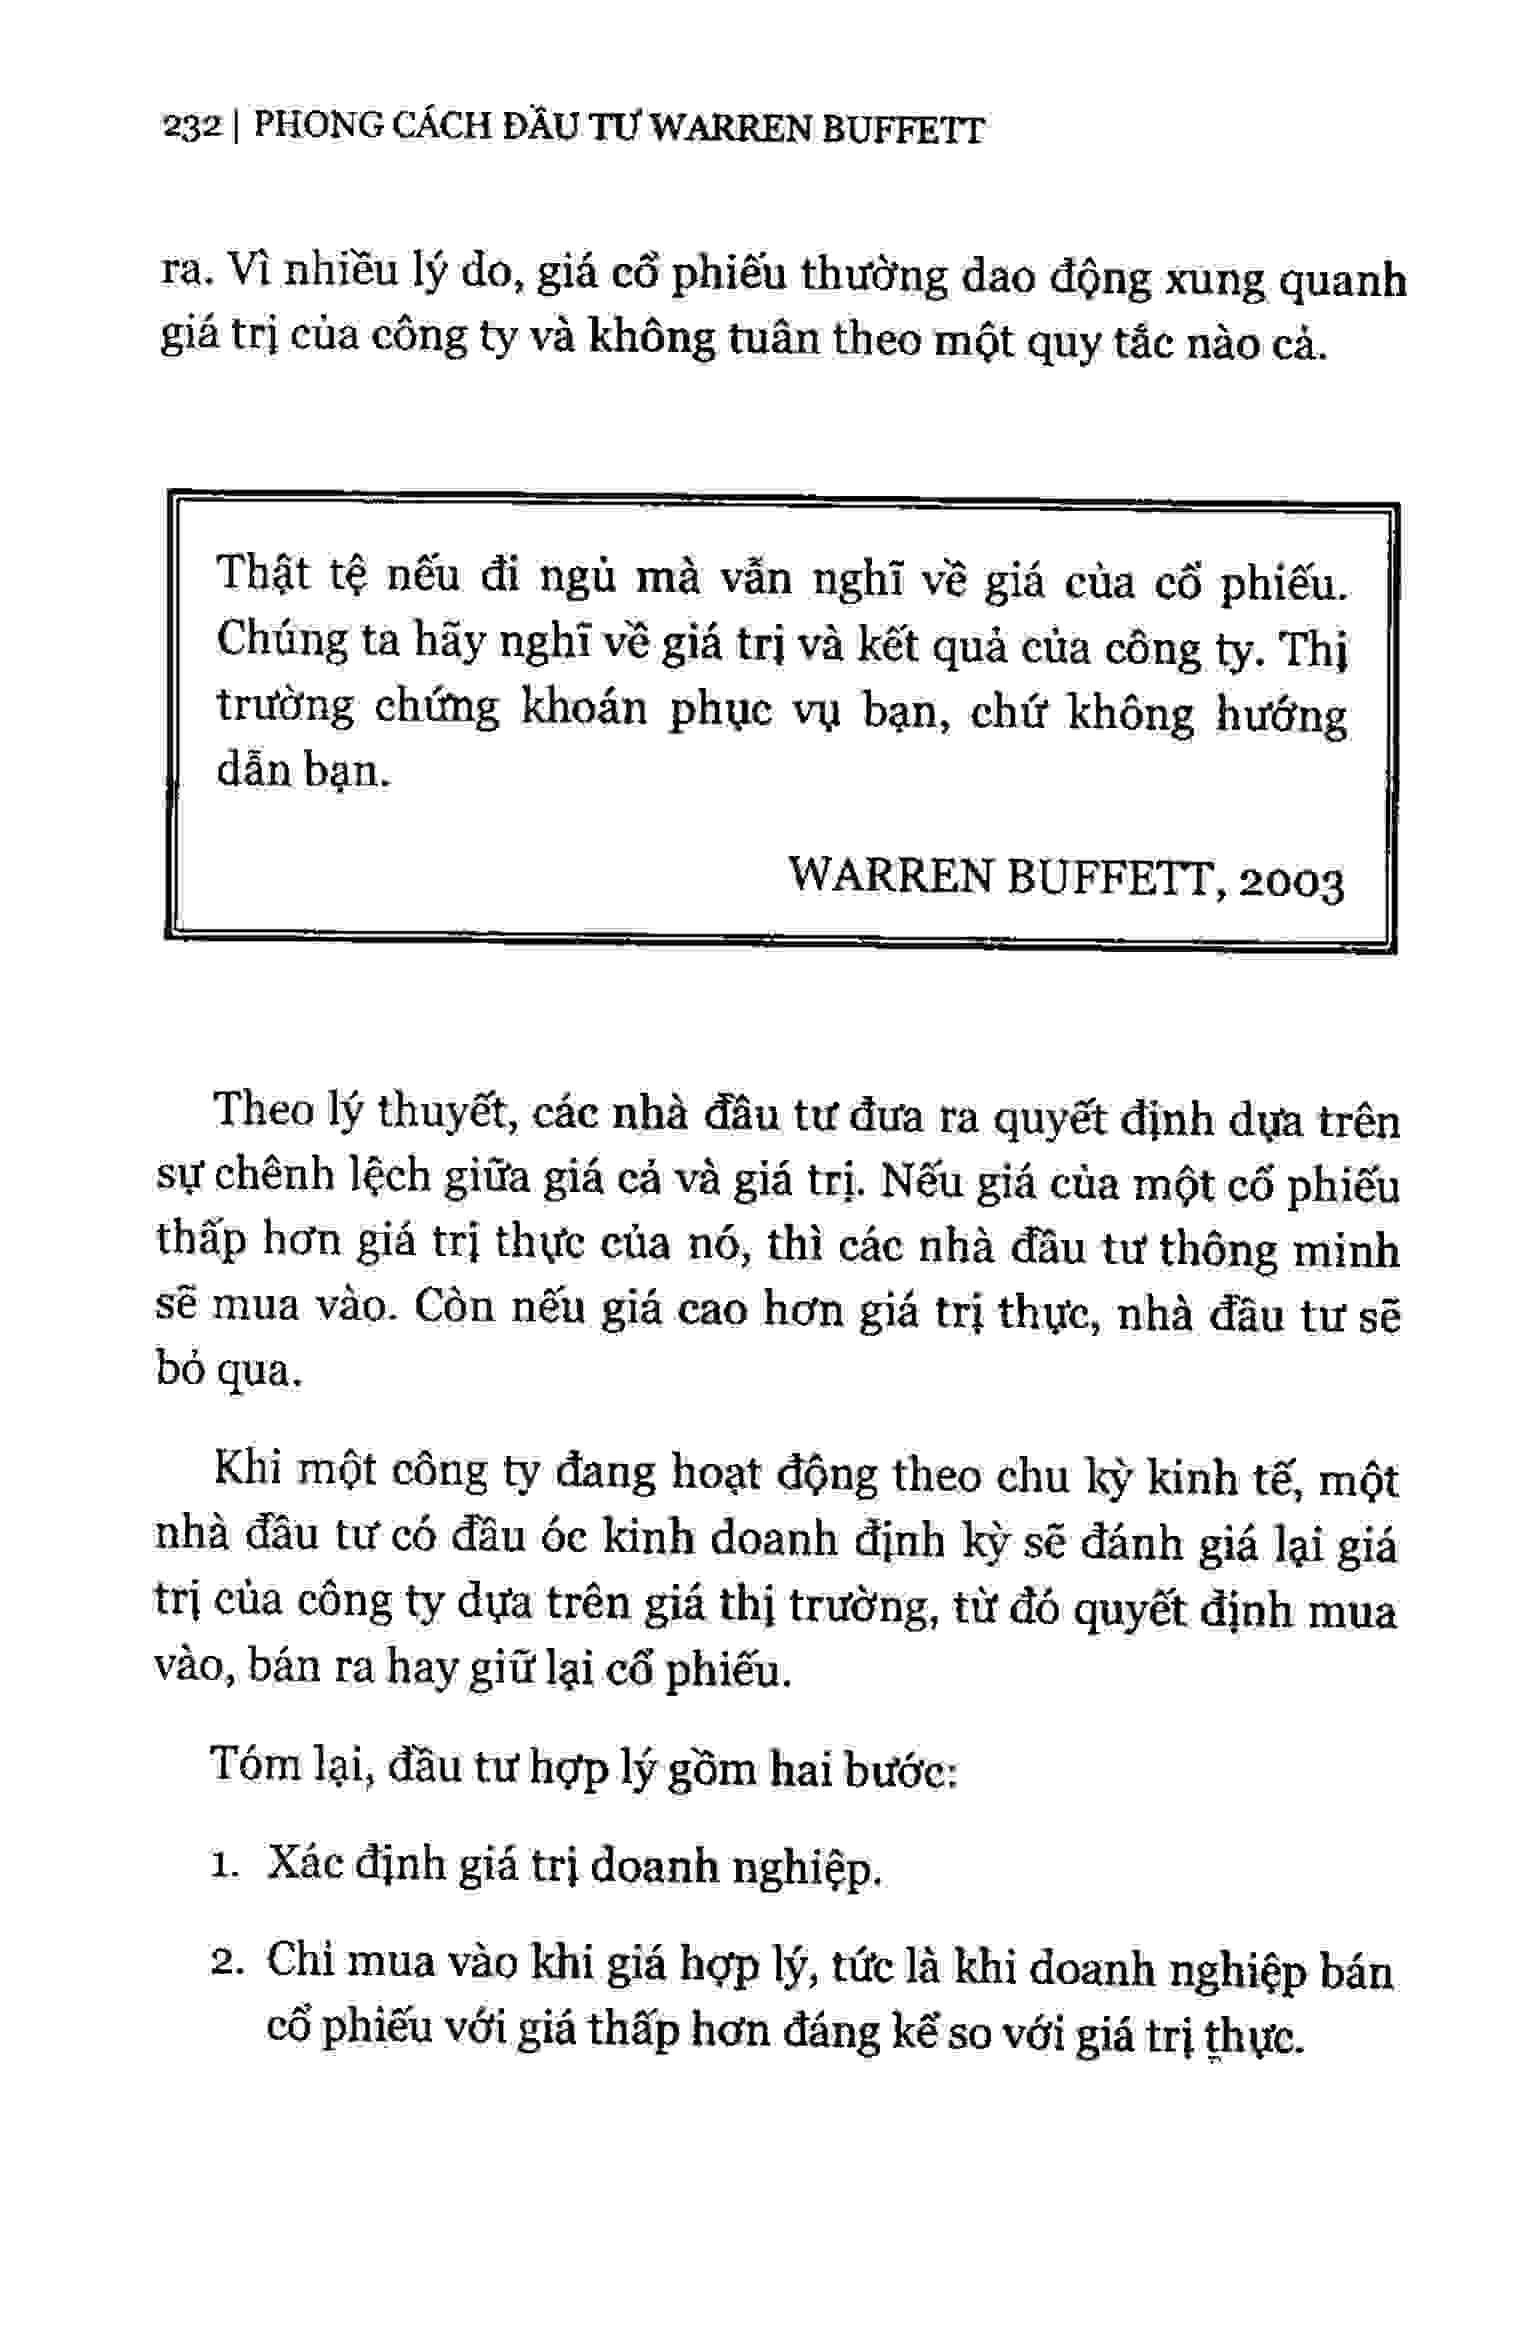 232 | PHONG CÁCH ĐẦU TƯ WARREN BUFFETT
ra. Vì nhiều lý do, giá cổ phiếu thường dao động xung quanh
giá trị của công ty và không tuân theo một quy tắc nào cả.
Thật tệ nếu đi ngủ mà vẫn nghĩ về giá của cổ phiếu.
Chúng ta hãy nghĩ về giá trị và kết quả của công ty. Thị
trường chứng khoán phục vụ bạn, chứ không hướng
dẫn bạn.
WARREN BUFFETT, 2003
Theo lý thuyết, các nhà đầu tư đưa ra quyết định dựa trên
sự chênh lệch giữa giá cả và giá trị. Nếu giá của một cổ phiếu
thấp hơn giá trị thực của nó, thì các nhà đầu tư thông minh
sẽ mua vào. Còn nếu giá cao hơn giá trị thực, nhà đầu tư sẽ
bỏ qua.
Khi một công ty đang hoạt động theo chu kỳ kinh tế, một
nhà đầu tư có đầu óc kinh doanh định kỳ sẽ đánh giá lại giá
trị của công ty dựa trên giá thị trường, từ đó quyết định mua
vào, bán ra hay giữ lại cổ phiếu.
Tóm lại, đầu tư hợp lý gồm hai bước:
1. Xác định giá trị doanh nghiệp.
2. Chỉ mua vào khi giá hợp lý, tức là khi doanh nghiệp bán
cổ phiếu với giá thấp hơn đáng kể so với giá trị thực.